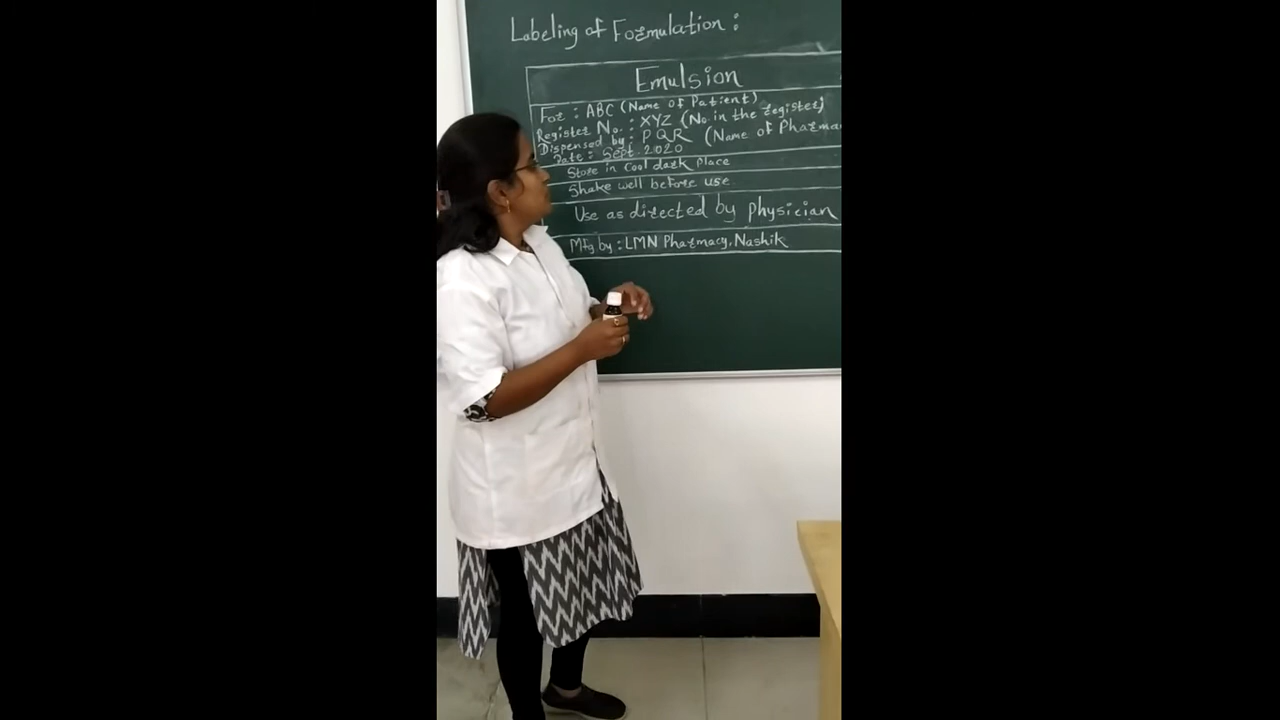 Labeling of Formulation :
Emulsion
For : ABC (Name of Patient)
Register No. : XYZ (No. in the register)
Dispensed by : PQR (Name of Pharmac
Date : Sept. 2020
Store in cool dark place
Shake well before use.
Use as directed by physician
Mfg by : LMN Pharmacy, Nashik